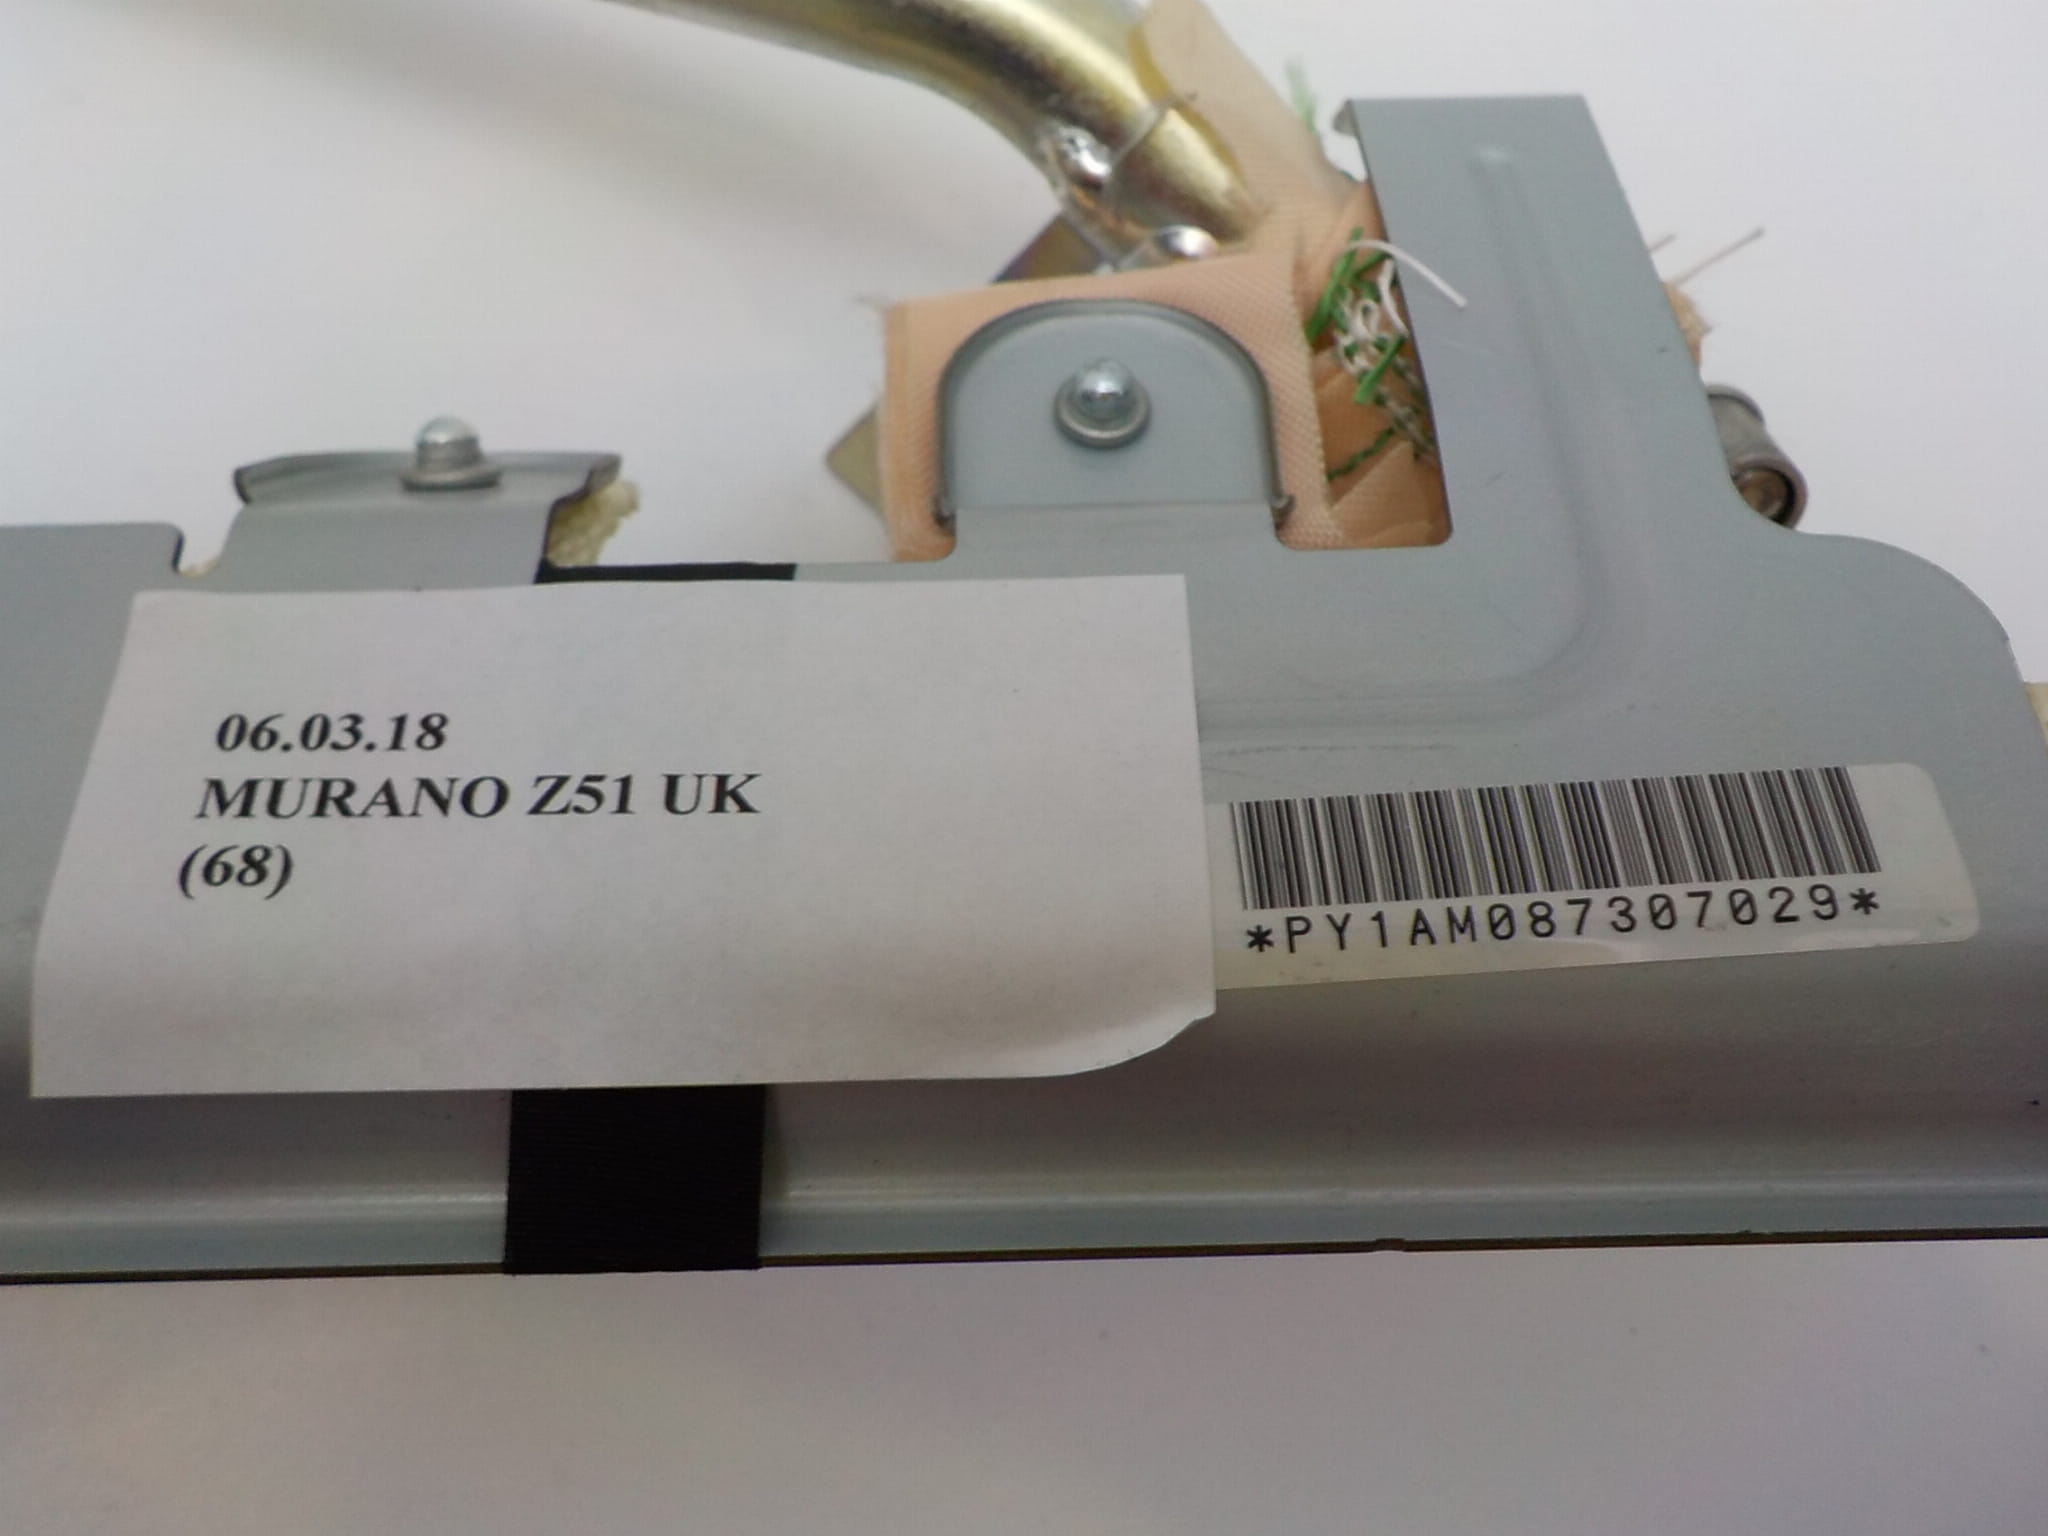 06.03.18
MURANO Z51 UK
(68)
*PY1AM087307029*